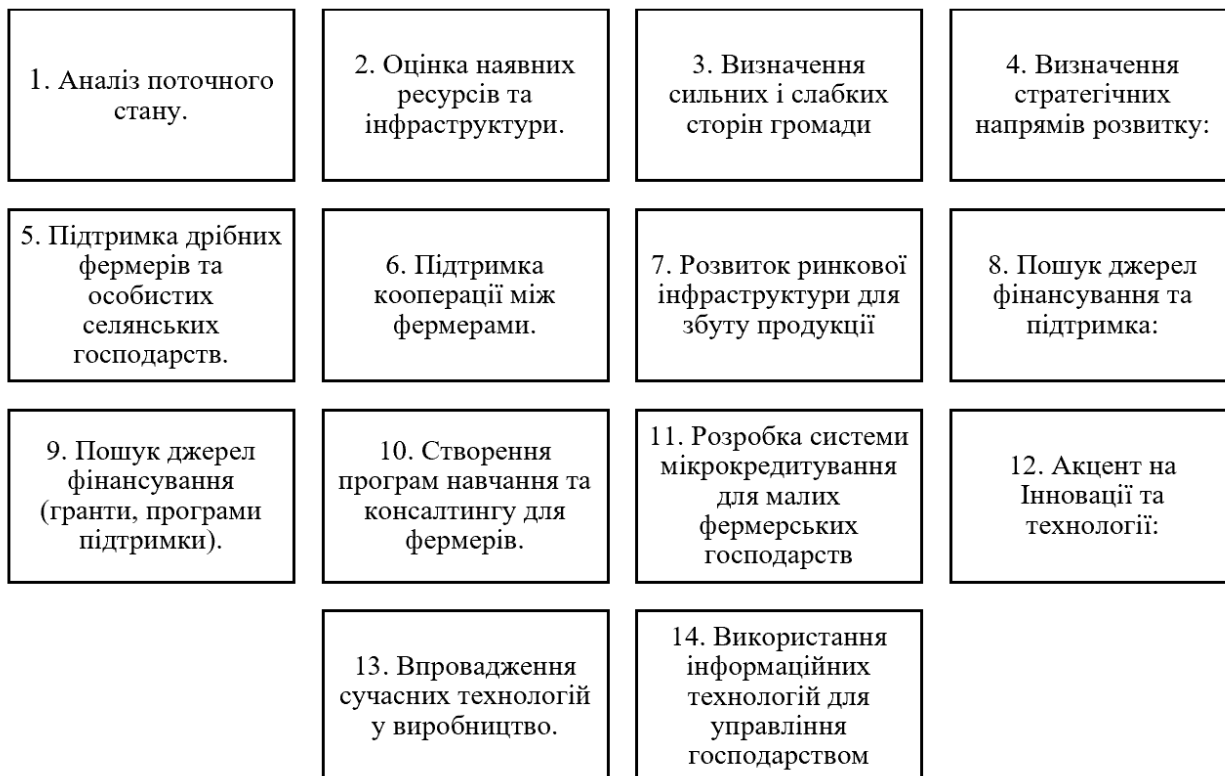 1. Аналіз поточного
стану.
2. Оцінка наявних
ресурсів та
інфраструктури.
3. Визначення
сильних і слабких
сторін громади
4. Визначення
стратегічних
напрямів розвитку:
5. Підтримка дрібних
фермерів та
особистих
селянських
господарств.
6. Підтримка
кооперації між
фермерами.
7. Розвиток ринкової
інфраструктури для
збуту продукції
8. Пошук джерел
фінансування та
підтримка:
9. Пошук джерел
фінансування
(гранти, програми
підтримки).
10. Створення
програм навчання та
консалтингу для
фермерів.
11. Розробка системи
мікрокредитування
для малих
фермерських
господарств
12. Акцент на
Інновації та
технології:
13. Впровадження
сучасних технологій
у виробництво.
14. Використання
інформаційних
технологій для
управління
господарством